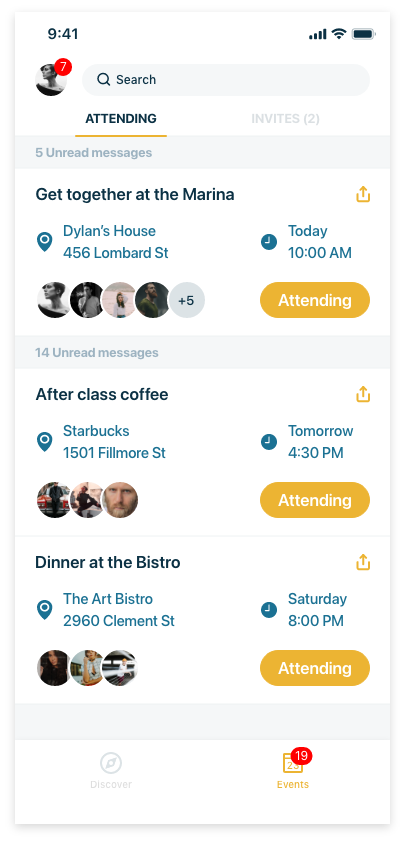 9:41
7
Search
ATTENDING
INVITES (2)
5 Unread messages
Get together at the Marina
Dylan’s House
456 Lombard St
Today
10:00 AM
+5
Attending
14 Unread messages
After class coffee
Starbucks
1501 Fillmore St
Tomorrow
4:30 PM
Attending
Dinner at the Bistro
The Art Bistro
2960 Clement St
Saturday
8:00 PM
Attending
19
Discover
Events